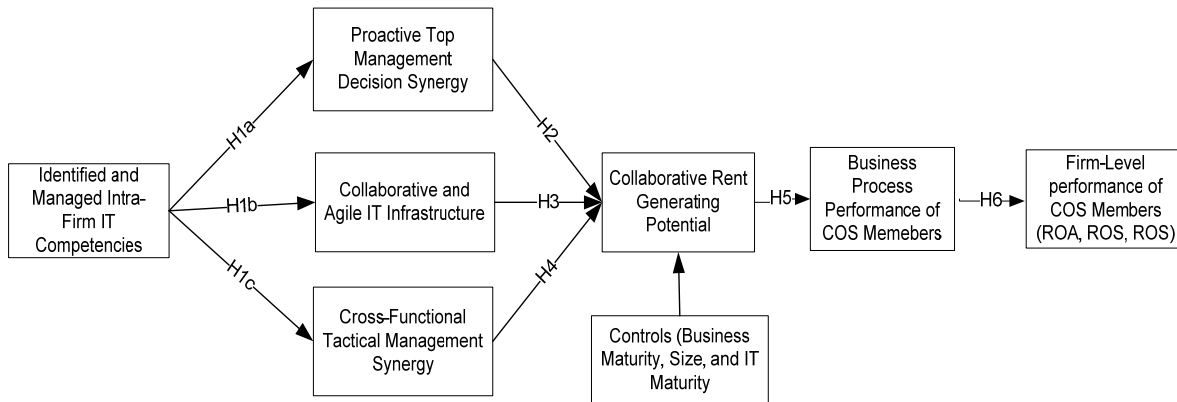 Proactive Top
Management
Decision Synergy
H1a
H2
Identified and
Managed Intra-
Firm IT
Competencies
H1b
Collaborative and
Agile IT Infrastructure
H3
Collaborative Rent
Generating
Potential
H5
Business
Process
Performance of
COS Memebers
H6
Firm-Level
performance of
COS Members
(ROA, ROS, ROS)
H1c
H4
Cross-Functional
Tactical Management
Synergy
Controls (Business
Maturity, Size, and IT
Maturity